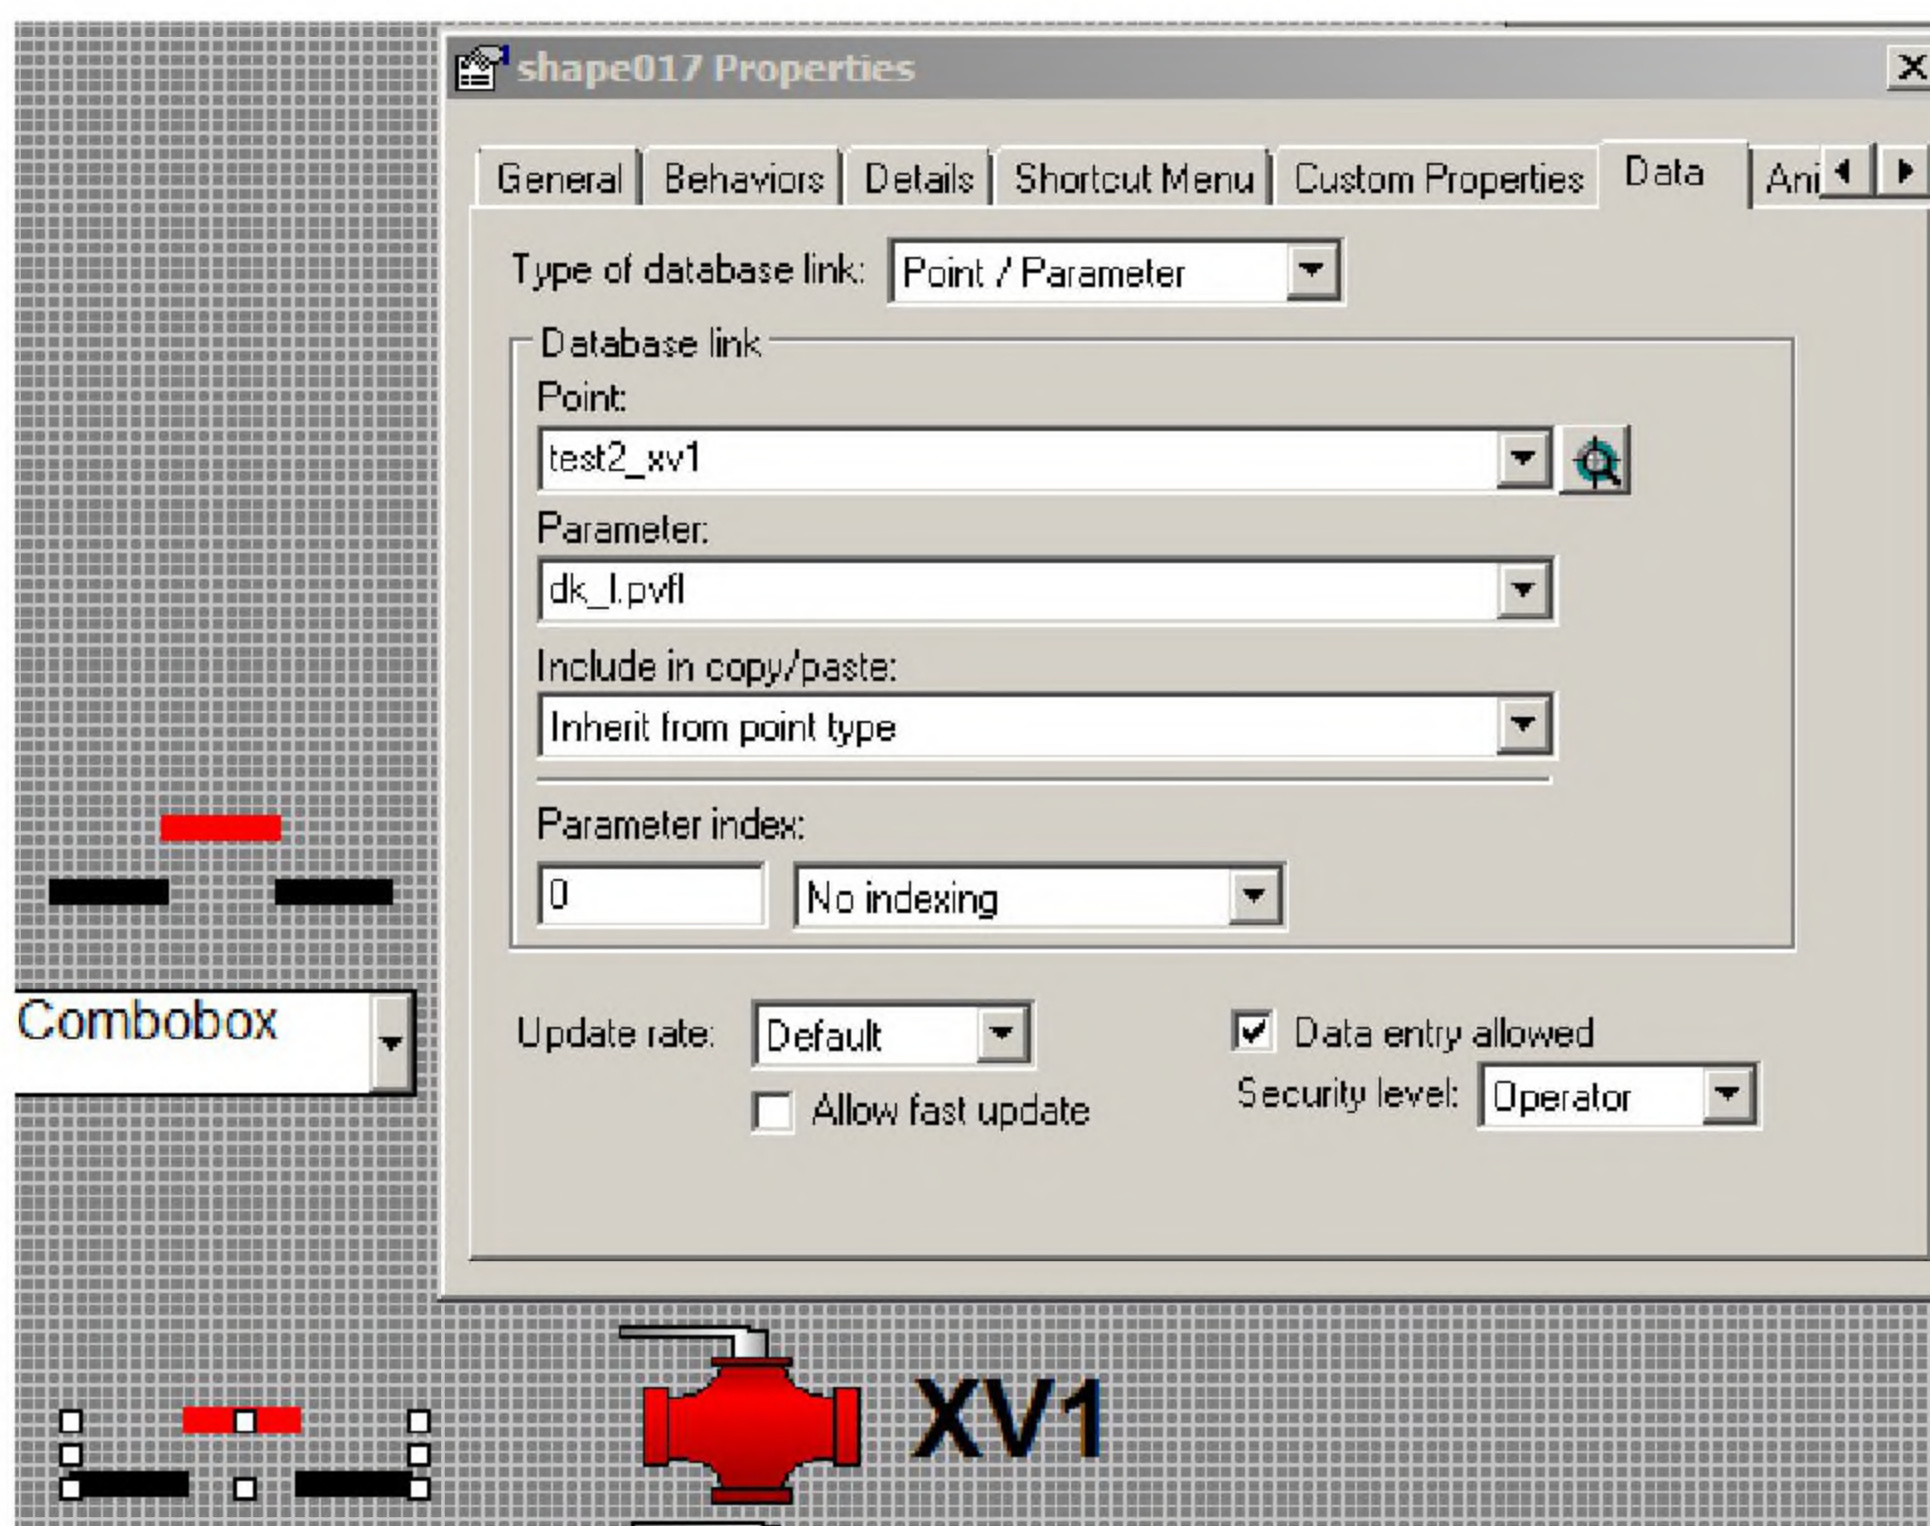 shape017 Properties
General Behaviors Details Shortcut Menu Custom Properties Data Ani
Type of database link: Point / Parameter
Database link
Point:
test2_xv1
Parameter:
dk_l.pvfl
Include in copy/paste:
Inherit from point type
Parameter index:
0 No indexing
Combobox
Update rate: Default Data entry allowed
Allow fast update Security level: Operator
XV1